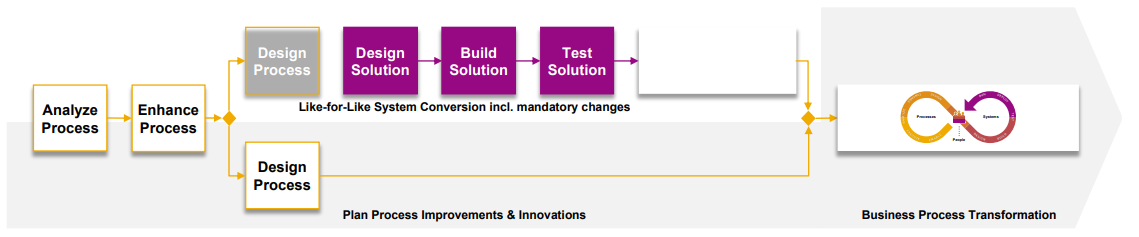 Design
Process
Design
Solution
Build
Solution
Test
Solution
Like-for-Like System Conversion incl. mandatory changes
Analyze
Process
Enhance
Process
Design
Process
Plan Process Improvements & Innovations
Processes
Systems
People
Business Process Transformation